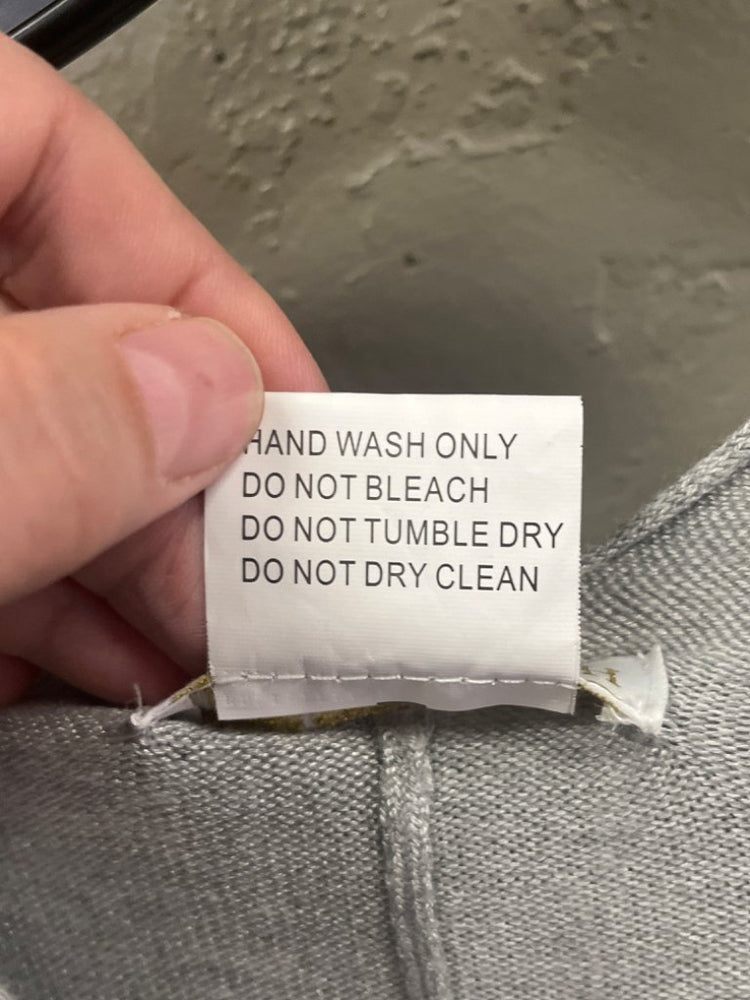 HAND WASH ONLY
DO NOT BLEACH
DO NOT TUMBLE DRY
DO NOT DRY CLEAN